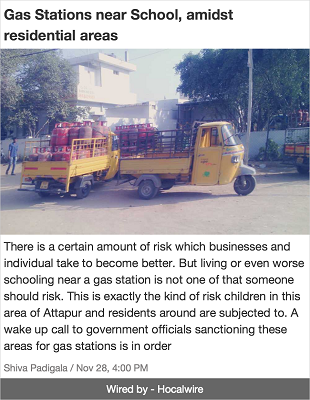 Gas Stations near School, amidst
residential areas
There is a certain amount of risk which businesses and
individual take to become better. But living or even worse
schooling near a gas station is not one of that someone
should risk. This is exactly the kind of risk children in this
area of Attapur and residents around are subjected to. A
wake up call to government officials sanctioning these
areas for gas stations is in order
Shiva Padigala / Nov 28, 4:00 PM
Wired by - Hocalwire